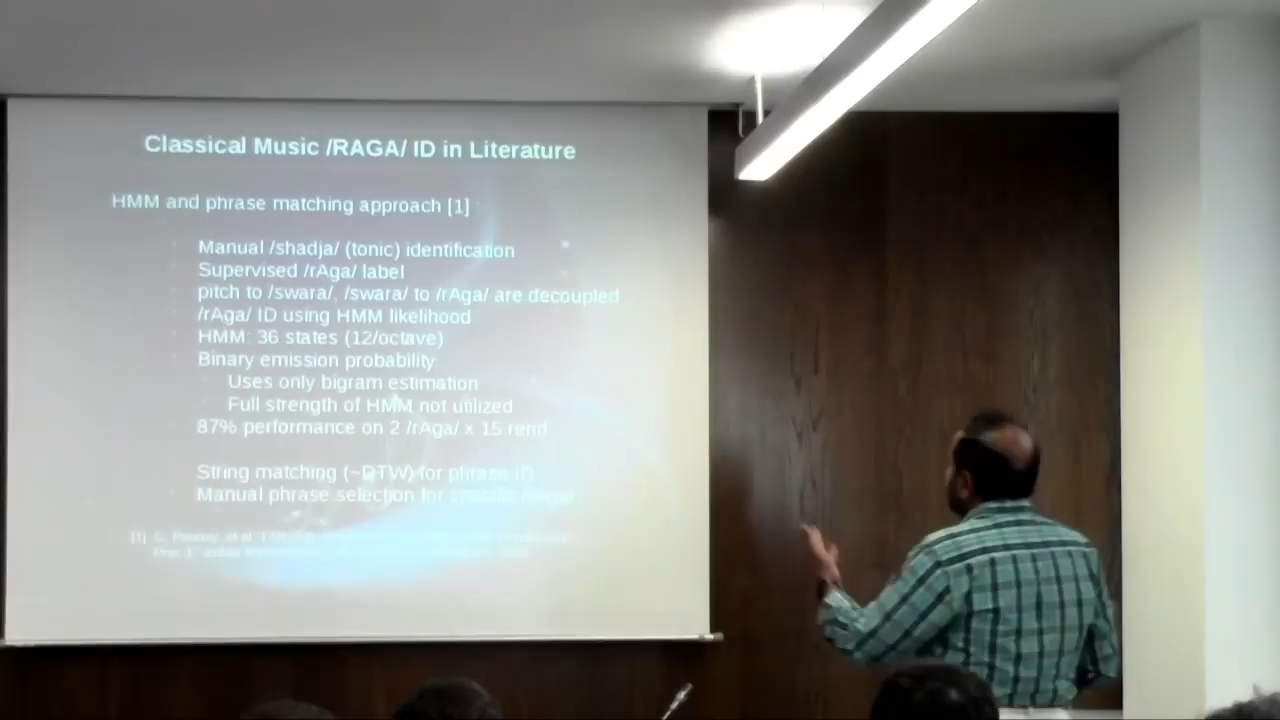 Classical Music /RAGA/ ID in Literature
HMM and phrase matching approach [1]
Manual /shadja/ (tonic) identification
Supervised /rAga/ label
pitch to /swara/, /swara/ to /rAga/ are decoupled
/rAga/ ID using HMM likelihood
HMM: 36 states (12/octave)
Binary emission probability
Uses only bigram estimation
Full strength of HMM not utilized
87% performance on 2 /rAga/ x 15 rend
String matching (~DTW) for phrase ID
Manual phrase selection for specific /rAga/
[1]